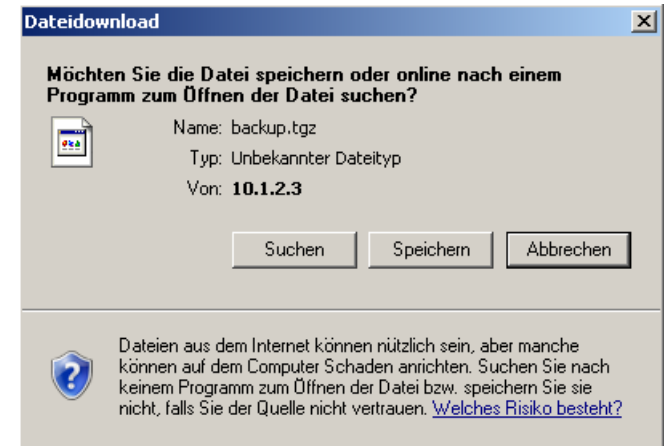 Dateidownload
Möchten Sie die Datei speichern oder online nach einem
Programm zum Öffnen der Datei suchen?
Name: backup.tgz
Typ: Unbekannter Dateityp
Von: 10.1.2.3
Suchen Speichern Abbrechen
Dateien aus dem Internet können nützlich sein, aber manche
können auf dem Computer Schaden anrichten. Suchen Sie nach
keinem Programm zum Öffnen der Datei bzw. speichern Sie sie
nicht, falls Sie der Quelle nicht vertrauen. Welches Risiko besteht?